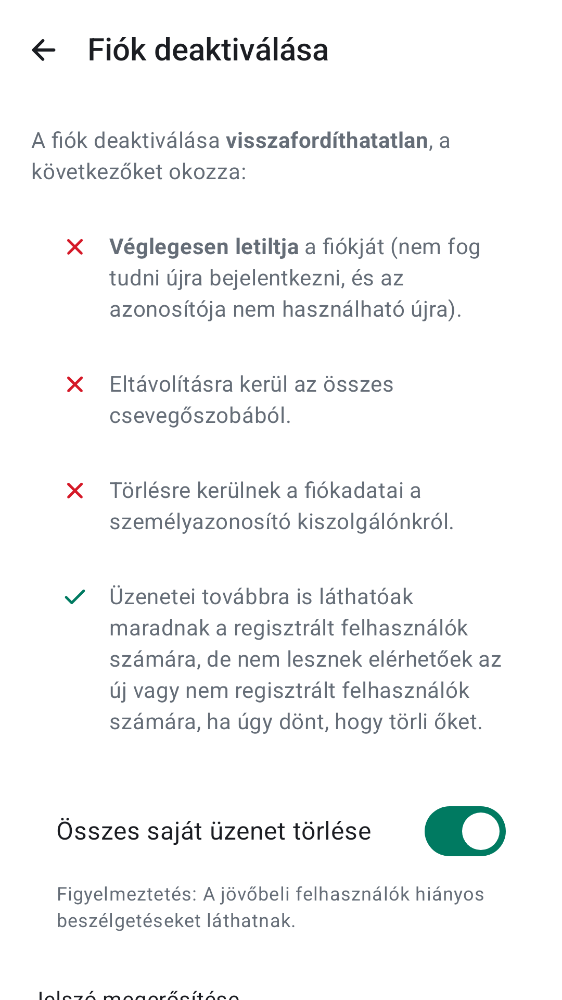 Fiók deaktiválása
A fiók deaktiválása visszafordíthatatlan, a
következőket okozza:
Véglegesen letiltja a fiókját (nem fog
tudni újra bejelentkezni, és az
azonosítója nem használható újra).
Eltávolításra kerül az összes
csevegőszobából.
Törlésre kerülnek a fiókadatai a
személyazonosító kiszolgálónkról.
Üzenetei továbbra is láthatóak
maradnak a regisztrált felhasználók
számára, de nem lesznek elérhetőek az
új vagy nem regisztrált felhasználók
számára, ha úgy dönt, hogy törli őket.
Összes saját üzenet törlése
Figyelmeztetés: A jövőbeli felhasználók hiányos
beszélgetéseket láthatnak.
Jelszó megerősítése